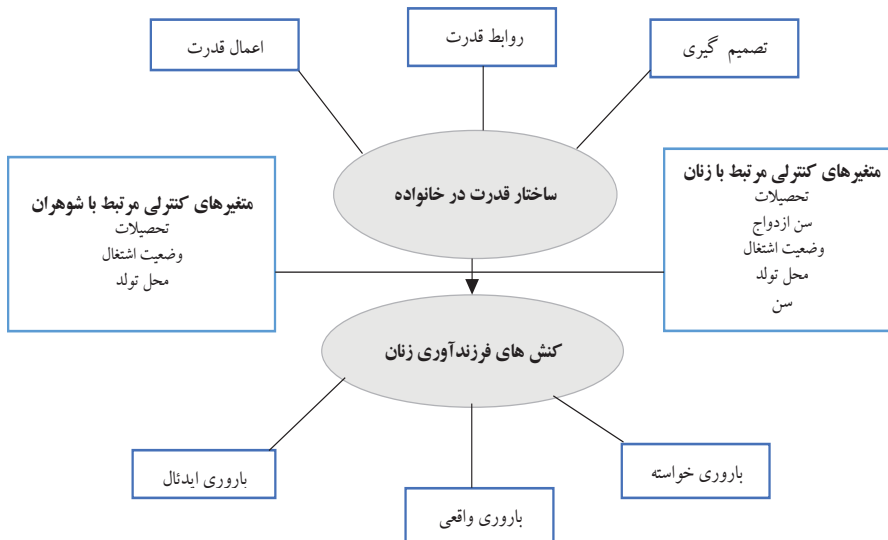 تصمیم گیری
روابط قدرت
اعمال قدرت
ساختار قدرت در خانواده
متغیرهای کنترلی مرتبط با زنان
تحصیلات
سن ازدواج
وضعیت اشتغال
محل تولد
سن
متغیرهای کنترلی مرتبط با شوهران
تحصیلات
وضعیت اشتغال
محل تولد
کنش های فرزندآوری زنان
باروری خواسته
باروری واقعی
باروری ایدئال